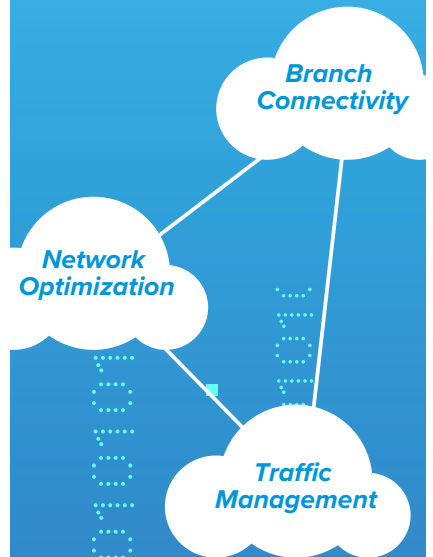 Branch
Connectivity
Network
Optimization
Traffic
Management